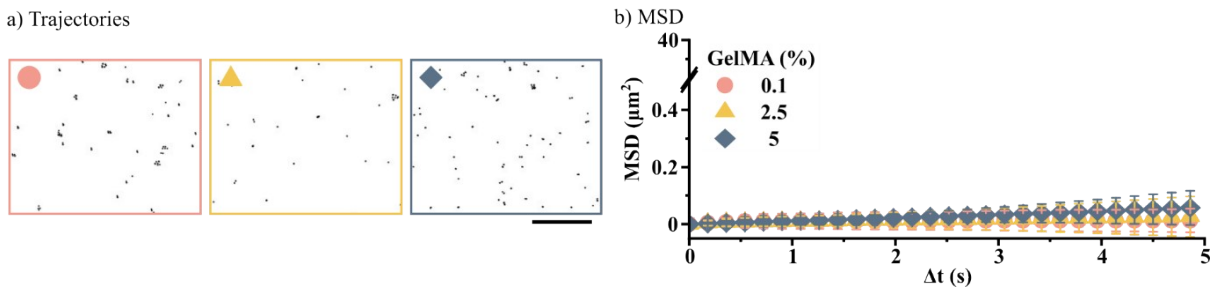 a) Trajectories
b) MSD
40
0.4
0.2
0
MSD (μm²)
GelMA (%)
0.1
2.5
5
0 1 2 3 4 5
Δt (s)